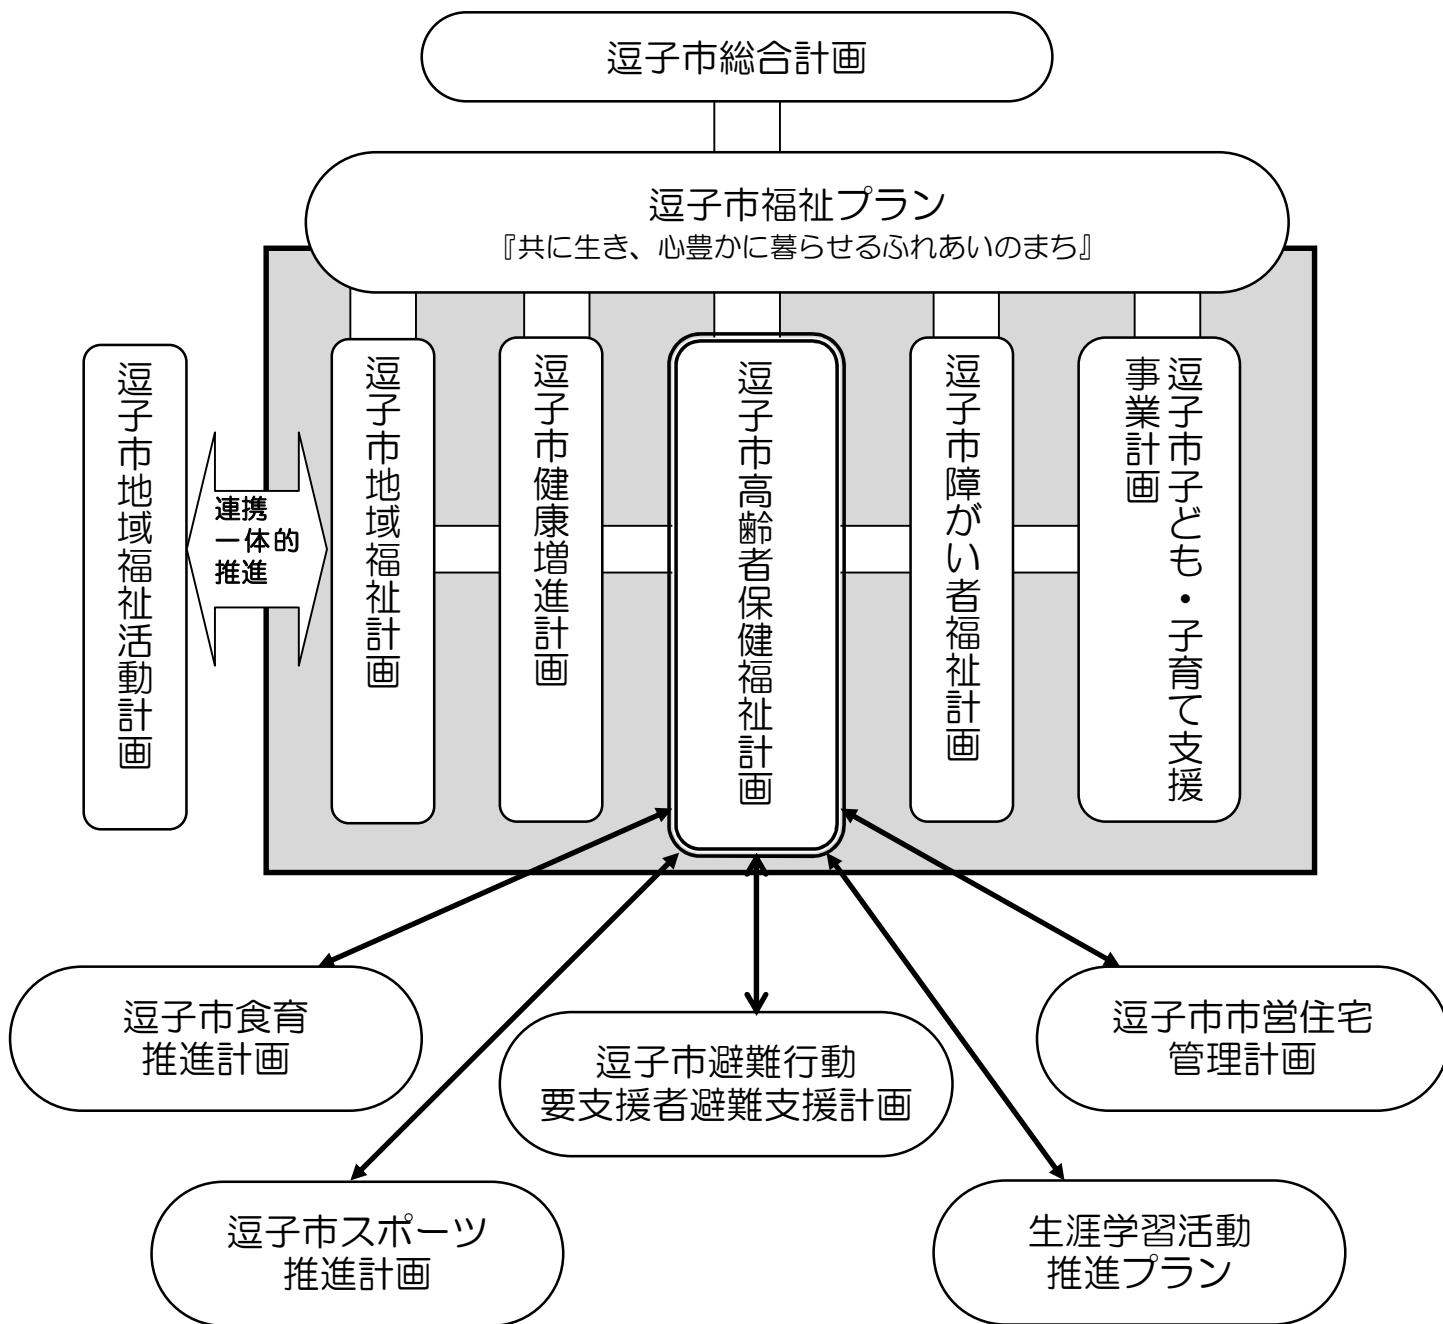 逗子市総合計画
逗子市福祉プラン
『共に生き、心豊かに暮らせるふれあいのまち』
逗子市地域福祉活動計画
連携
一体的
推進
逗子市地域福祉計画
逗子市健康増進計画
逗子市高齢者保健福祉計画
逗子市障がい者福祉計画
逗子市子ども・子育て支援
事業計画
逗子市食育
推進計画
逗子市避難行動
要支援者避難支援計画
逗子市市営住宅
管理計画
逗子市スポーツ
推進計画
生涯学習活動
推進プラン